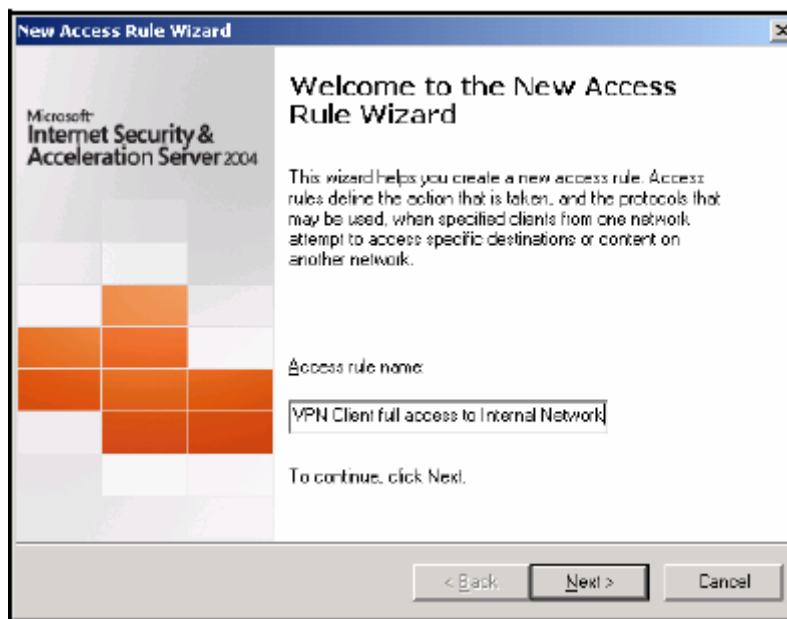 New Access Rule Wizard
Microsoft
Internet Security &
Acceleration Server 2004
Welcome to the New Access
Rule Wizard
This wizard helps you create a new access rule. Access
rules define the action that is taken, and the protocols that
may be used, when specified clients from one network
attempt to access specific destinations or content on
another network.
Access rule name:
VPN Client full access to Internal Network
To continue, click Next.
< Back
Next >
Cancel